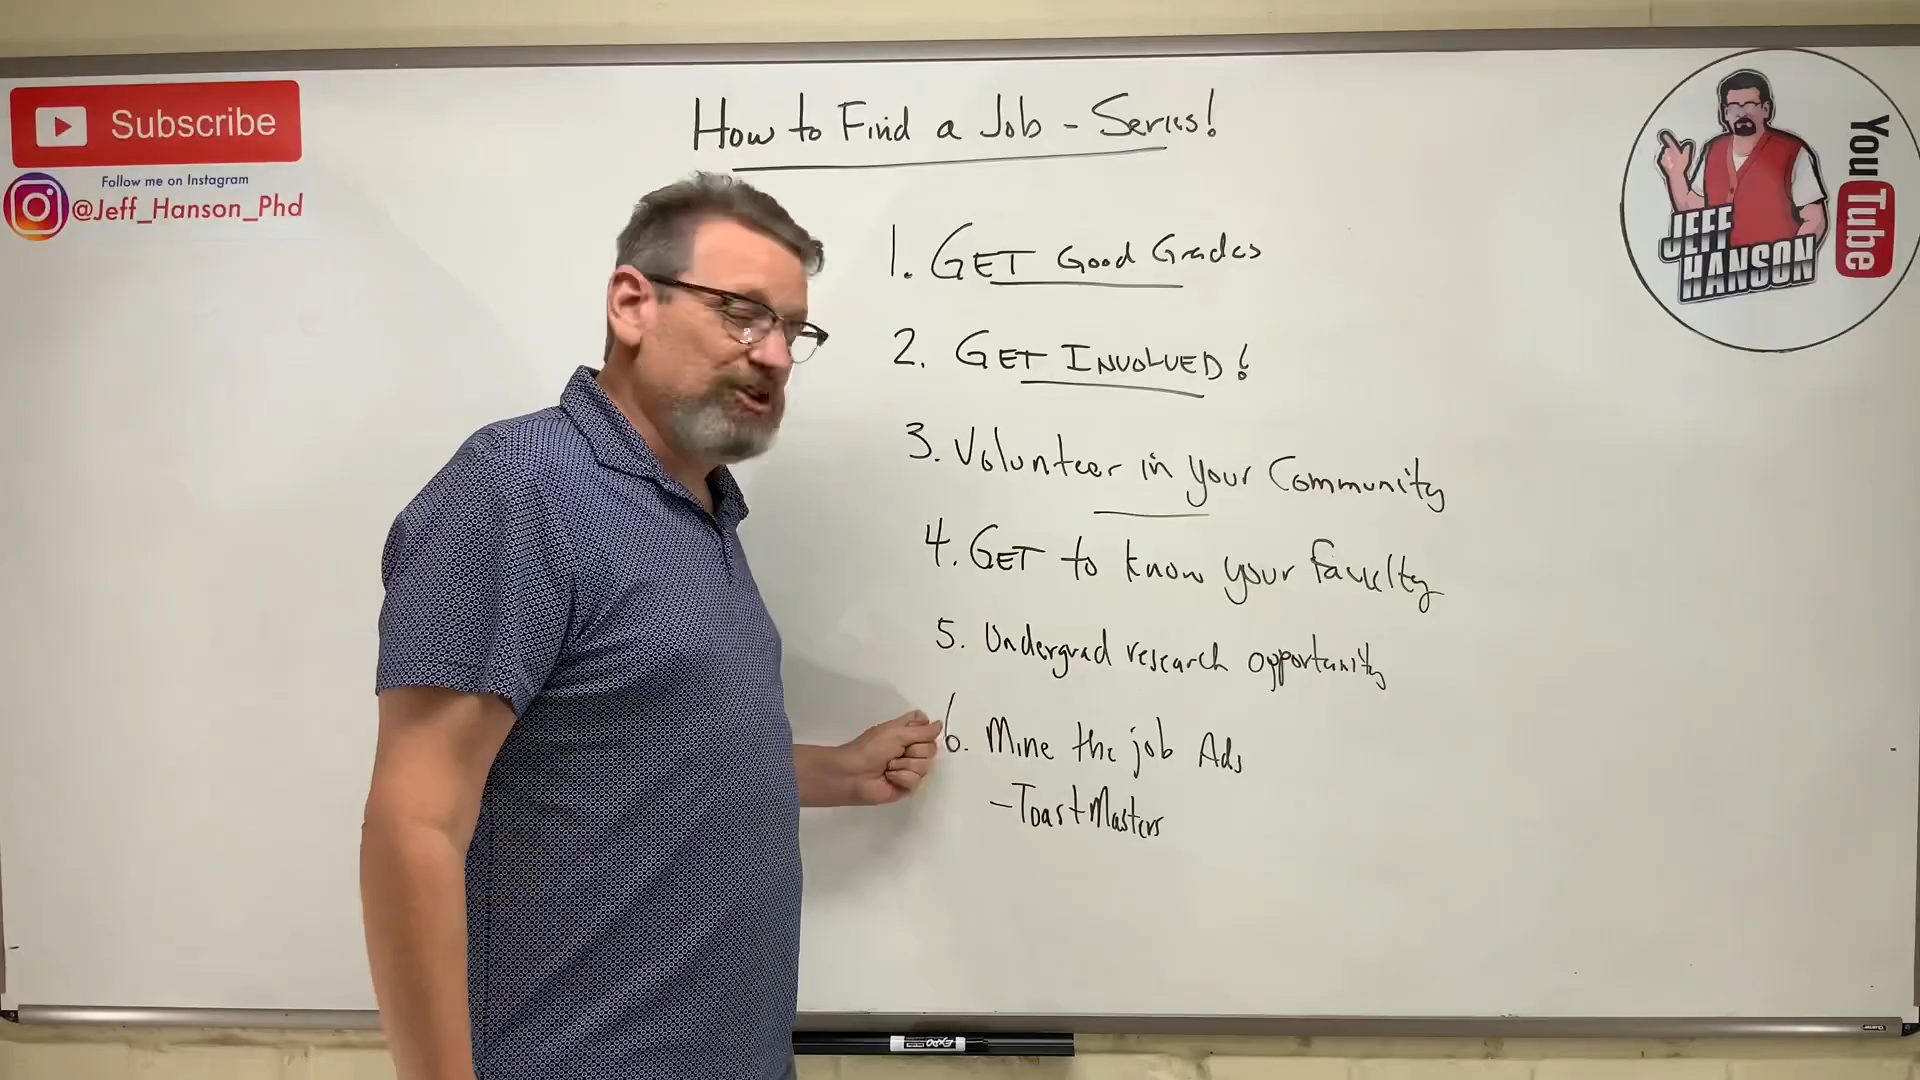 Subscribe
Follow me on Instagram
@Jeff_Hanson_Phd
How to Find a Job - Series!
1. GET Good Grades
2. GET INVOLVED!
3. Volunteer in your Community
4. GET to know your faculty
5. Undergrad research opportunity
6. Mine the job Ads
- ToastMasters
JEFF
HANSON
YouTube
EXPO